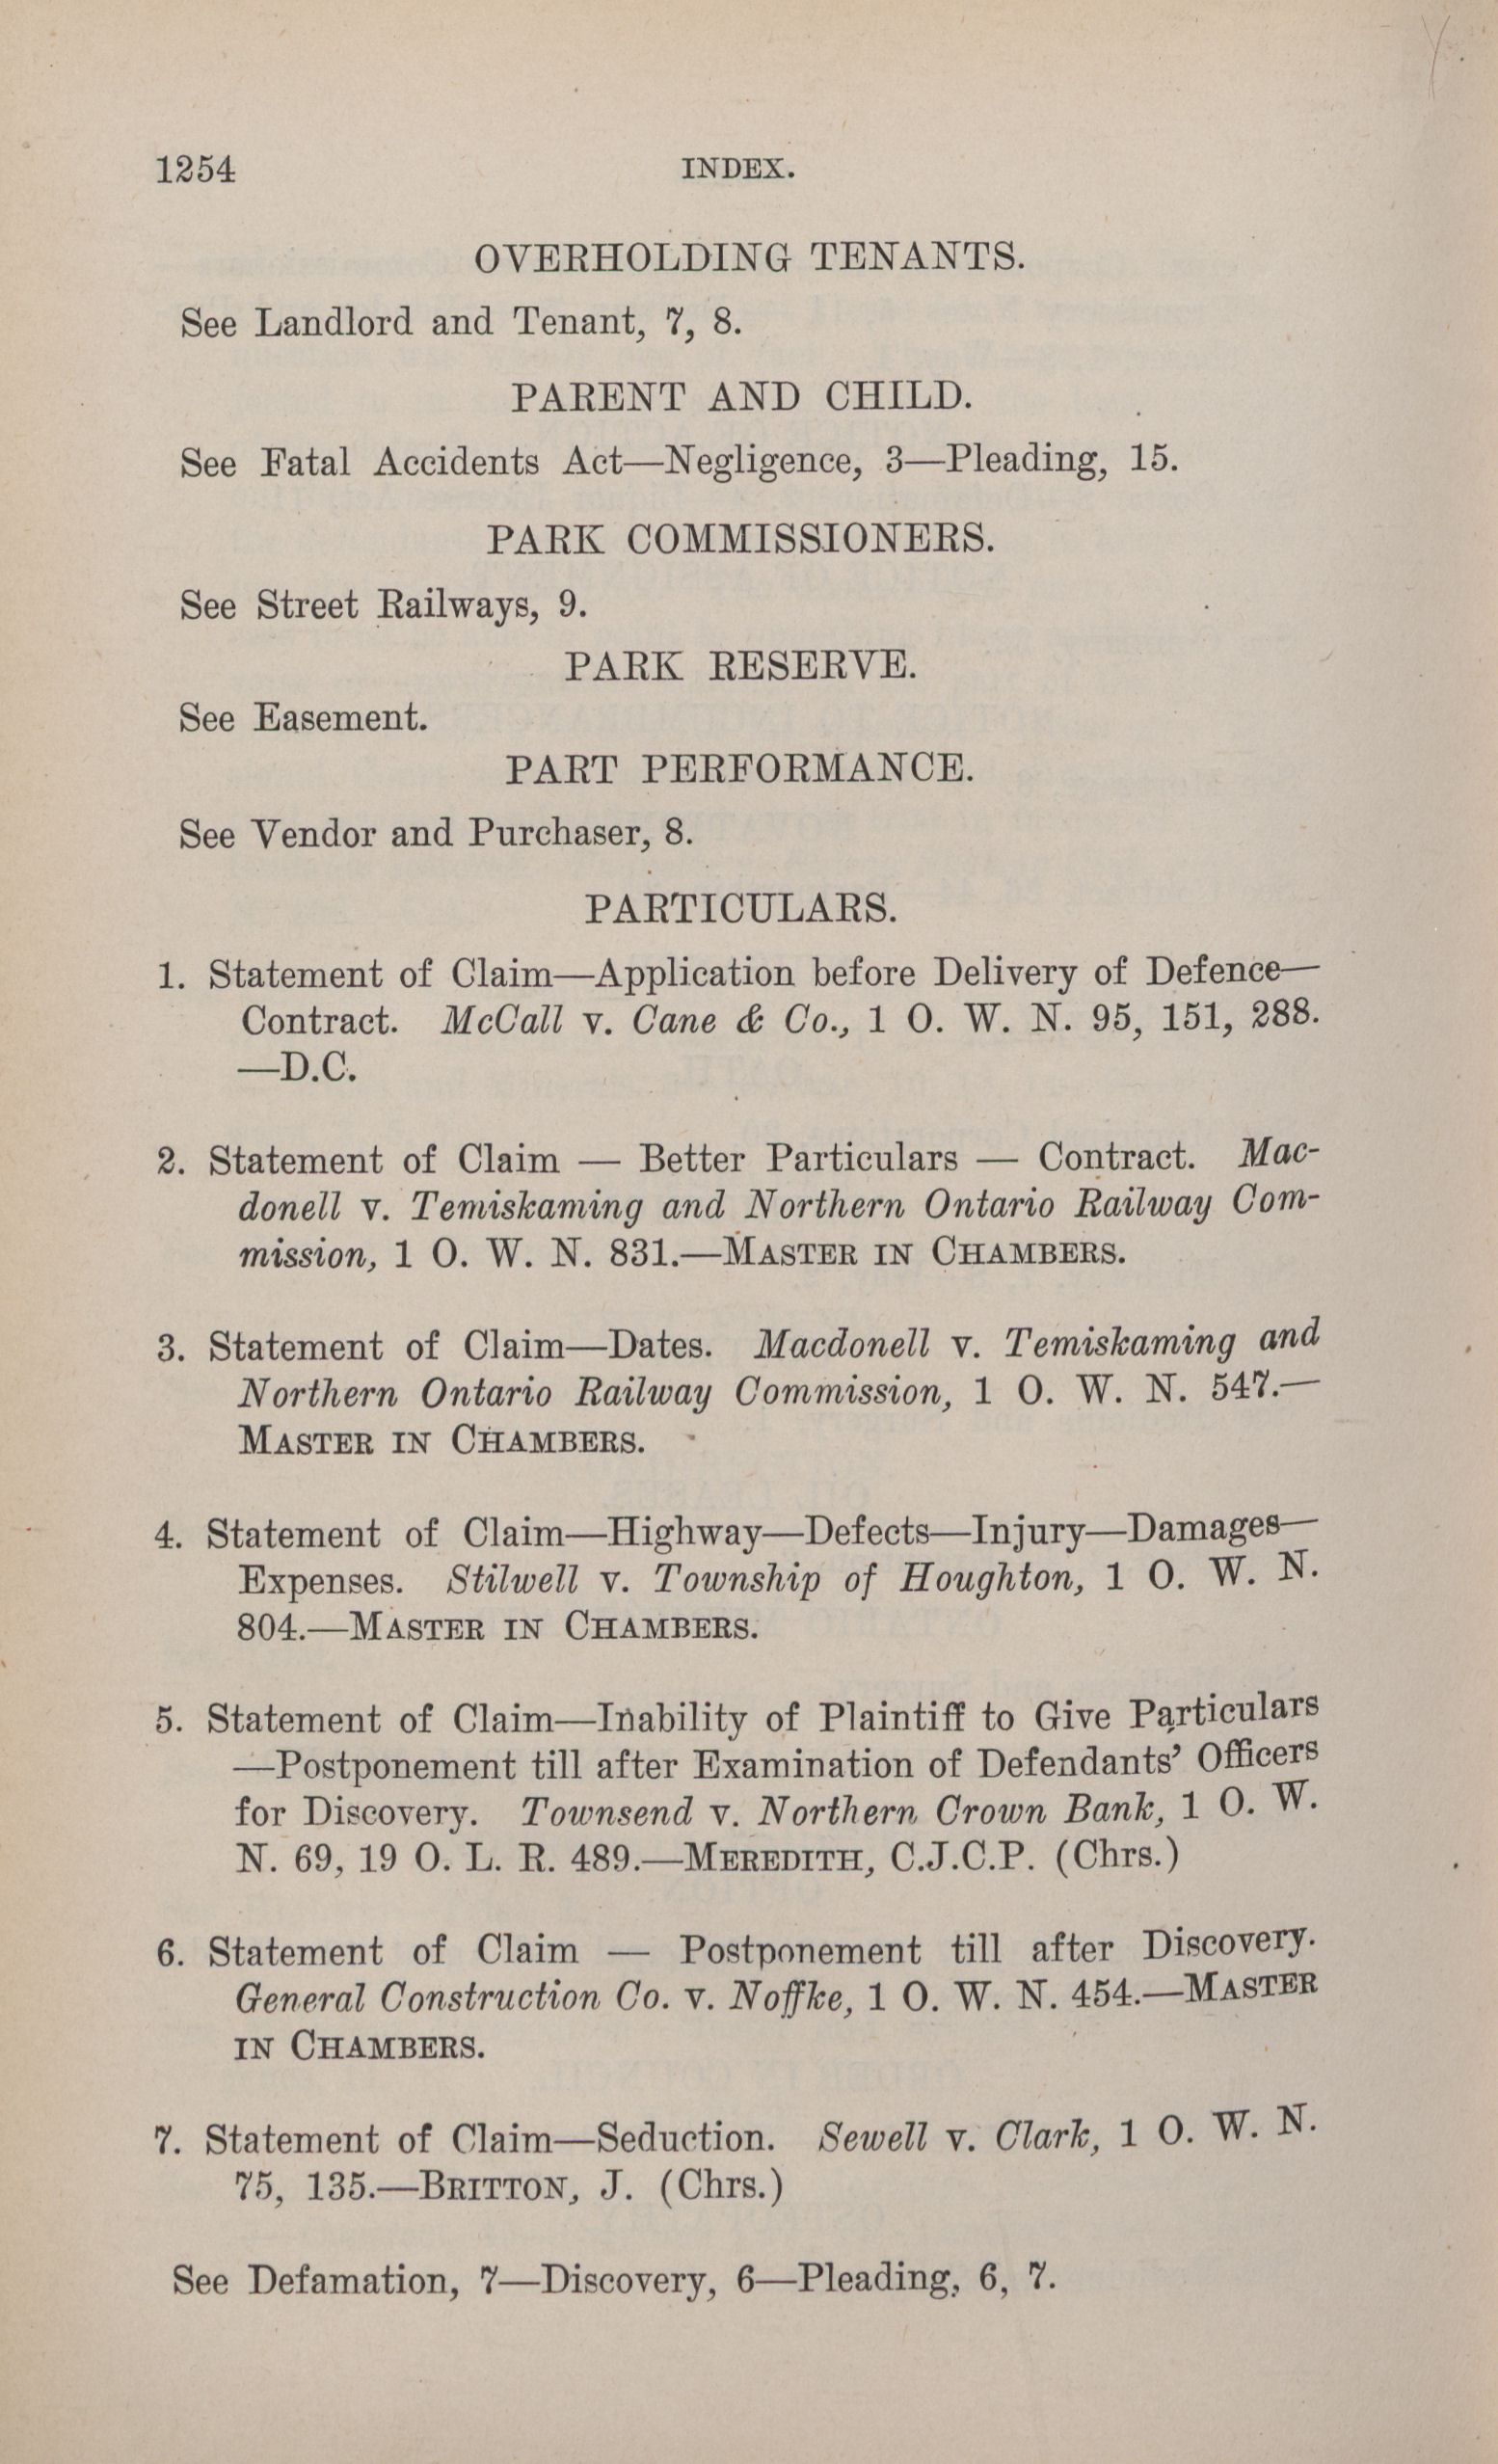 1254 INDEX.
OVERHOLDING TENANTS.
See Landlord and Tenant, 7, 8.
PARENT AND CHILD.
See Fatal Accidents Act—Negligence, 3—Pleading, 15.
PARK COMMISSIONERS.
See Street Railways, 9.
PARK RESERVE.
See Easement.
PART PERFORMANCE.
See Vendor and Purchaser, 8.
PARTICULARS.
1. Statement of Claim—Application before Delivery of Defence—
Contract. McCall v. Cane & Co., 1 O. W. N. 95, 151, 288.
—D.C.
2. Statement of Claim — Better Particulars — Contract. Mac-
donell v. Temiskaming and Northern Ontario Railway Com-
mission, 1 O. W. N. 831.—MASTER IN CHAMBERS.
3. Statement of Claim—Dates. Macdonell v. Temiskaming and
Northern Ontario Railway Commission, 1 O. W. N. 547.—
MASTER IN CHAMBERS.
4. Statement of Claim—Highway—Defects—Injury—Damages—
Expenses. Stilwell v. Township of Houghton, 1 O. W. N.
804.—MASTER IN CHAMBERS.
5. Statement of Claim—Inability of Plaintiff to Give Particulars
—Postponement till after Examination of Defendants' Officers
for Discovery. Townsend v. Northern Crown Bank, 1 O. W.
N. 69, 19 O. L. R. 489.—MEREDITH, C.J.C.P. (Chrs.)
6. Statement of Claim — Postponement till after Discovery.
General Construction Co. v. Noffke, 1 O. W. N. 454.—MASTER
IN CHAMBERS.
7. Statement of Claim—Seduction. Sewell v. Clark, 1 O. W. N.
75, 135.—BRITTON, J. (Chrs.)
See Defamation, 7—Discovery, 6—Pleading, 6, 7.